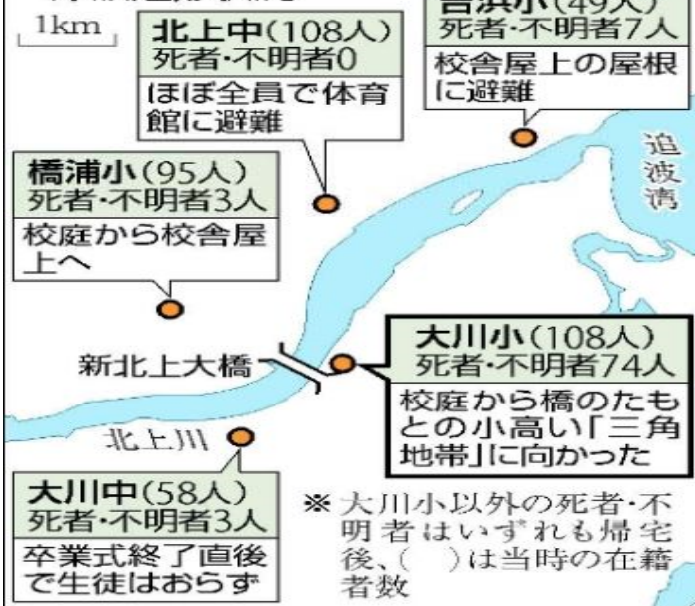 1km
北上中(108人)
死者・不明者0
ほぼ全員で体育
館に避難
吉浜小(49人)
死者・不明者7人
校舎屋上の屋根
に避難
追波湾
橋浦小(95人)
死者・不明者3人
校庭から校舎屋
上へ
新北上大橋
大川小(108人)
死者・不明者74人
校庭から橋のたも
との小高い「三角
地帯」に向かった
北上川
大川中(58人)
死者・不明者3人
卒業式終了直後
で生徒はおらず
※大川小以外の死者・不
明者はいずれも帰宅
後、( )は当時の在籍
者数